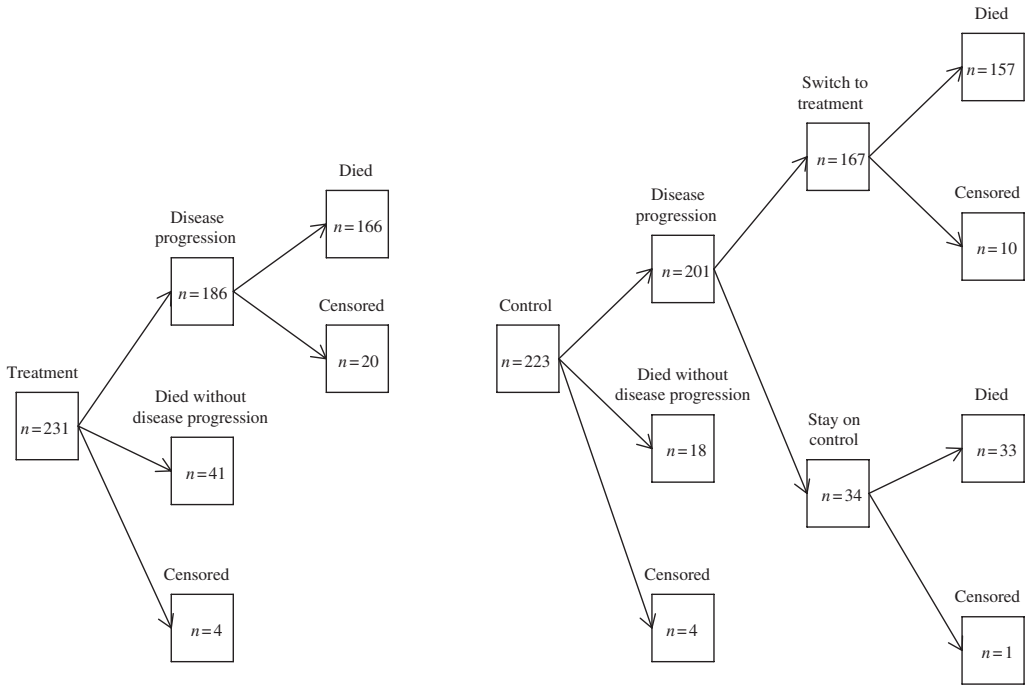 Treatment
n=231
Disease
progression
n=186
Died
n=166
Censored
n=20
Died without
disease progression
n=41
Censored
n=4
Control
n=223
Disease
progression
n=201
Switch to
treatment
n=167
Died
n=157
Censored
n=10
Stay on
control
n=34
Died
n=33
Censored
n=1
Died without
disease progression
n=18
Censored
n=4